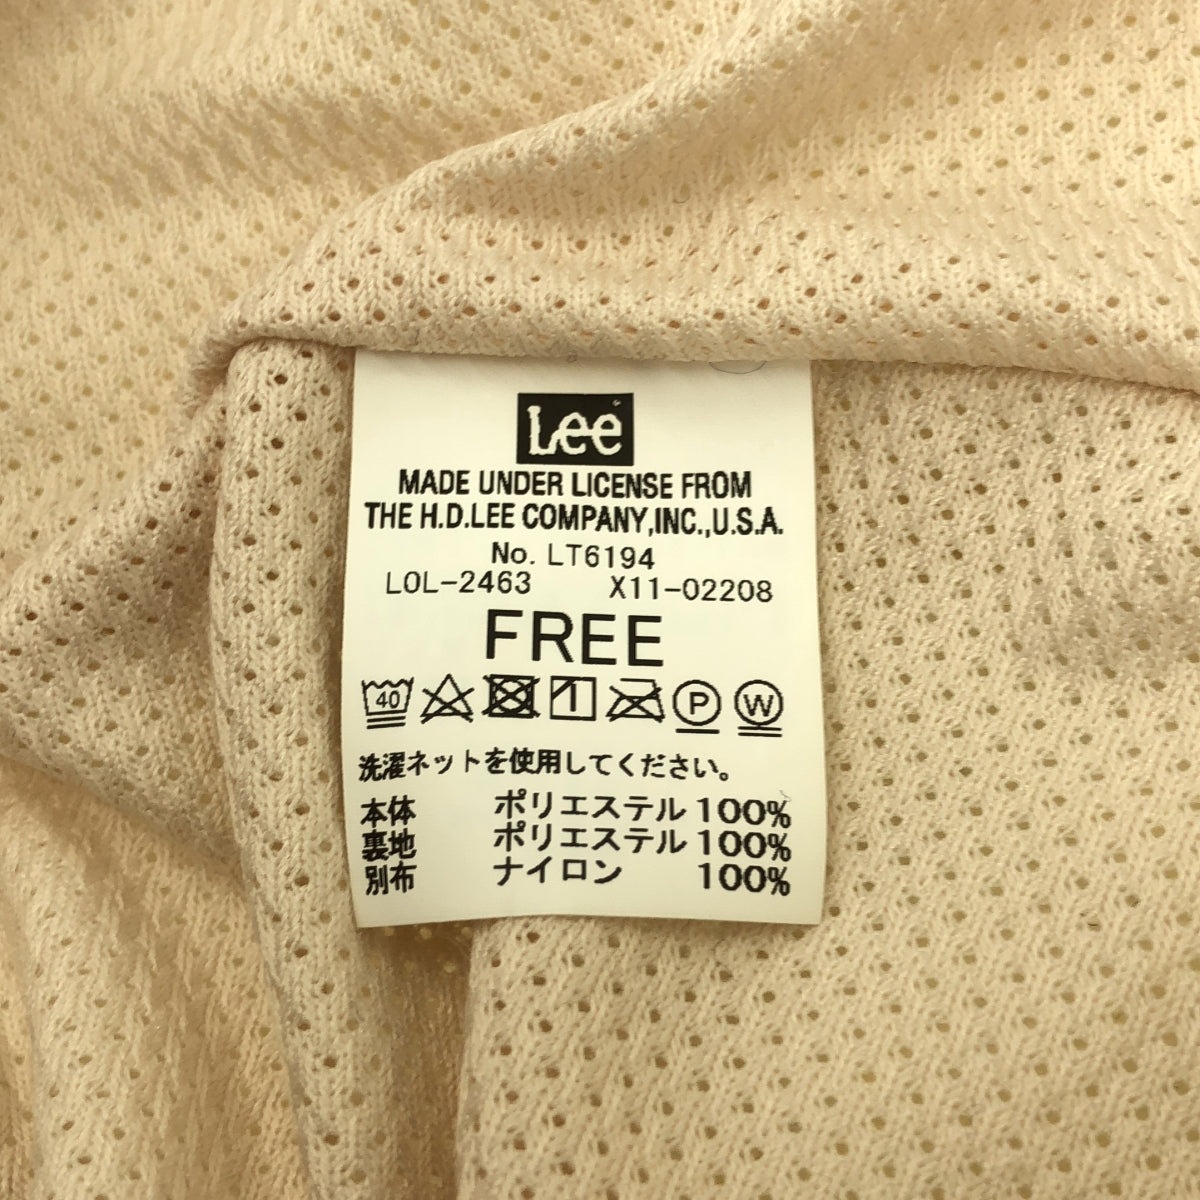 Lee
MADE UNDER LICENSE FROM
THE H.D.LEE COMPANY,INC.,U.S.A.
No. LT6194
LOL-2463 X11-02208
FREE
40 P W
洗濯ネットを使用してください。
本体 ポリエステル 100%
裏地 ポリエステル 100%
別布 ナイロン 100%